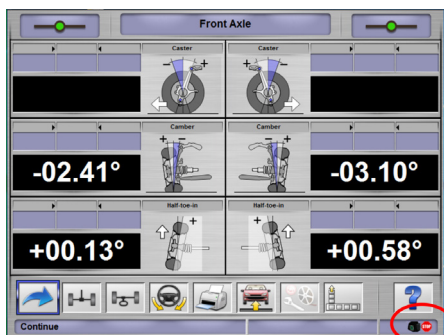 Front Axle
Caster
Caster
Camber
Camber
-02.41°
-03.10°
Half-toe-in
Half-toe-in
+00.13°
+00.58°
Continue
STOP